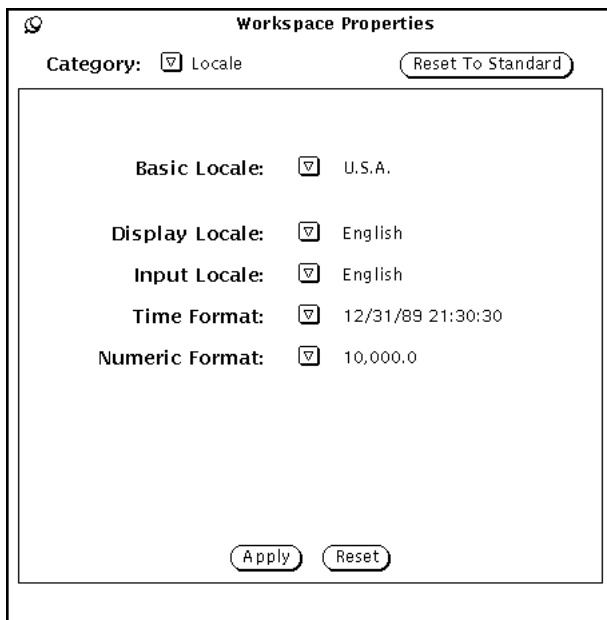 Workspace Properties
Category: Locale Reset To Standard
Basic Locale: U.S.A.
Display Locale: English
Input Locale: English
Time Format: 12/31/89 21:30:30
Numeric Format: 10,000.0
Apply Reset